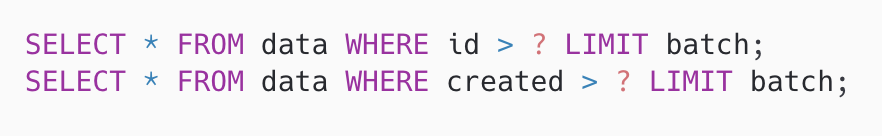 SELECT * FROM data WHERE id > ? LIMIT batch;
SELECT * FROM data WHERE created > ? LIMIT batch;